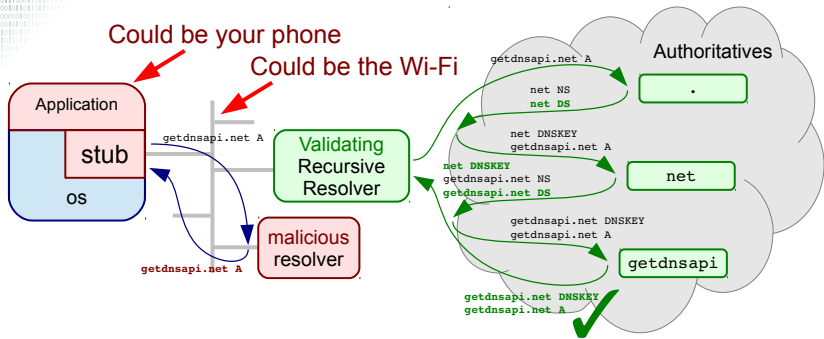 Could be your phone
Could be the Wi-Fi
Application
stub
os
getdnsapi.net A
getdnsapi.net A
malicious
resolver
Validating
Recursive
Resolver
Authoritatives
getdnsapi.net A
.
net NS
net DS
net DNSKEY
getdnsapi.net A
net
net DNSKEY
getdnsapi.net NS
getdnsapi.net DS
getdnsapi.net DNSKEY
getdnsapi.net A
getdnsapi
getdnsapi.net DNSKEY
getdnsapi.net A